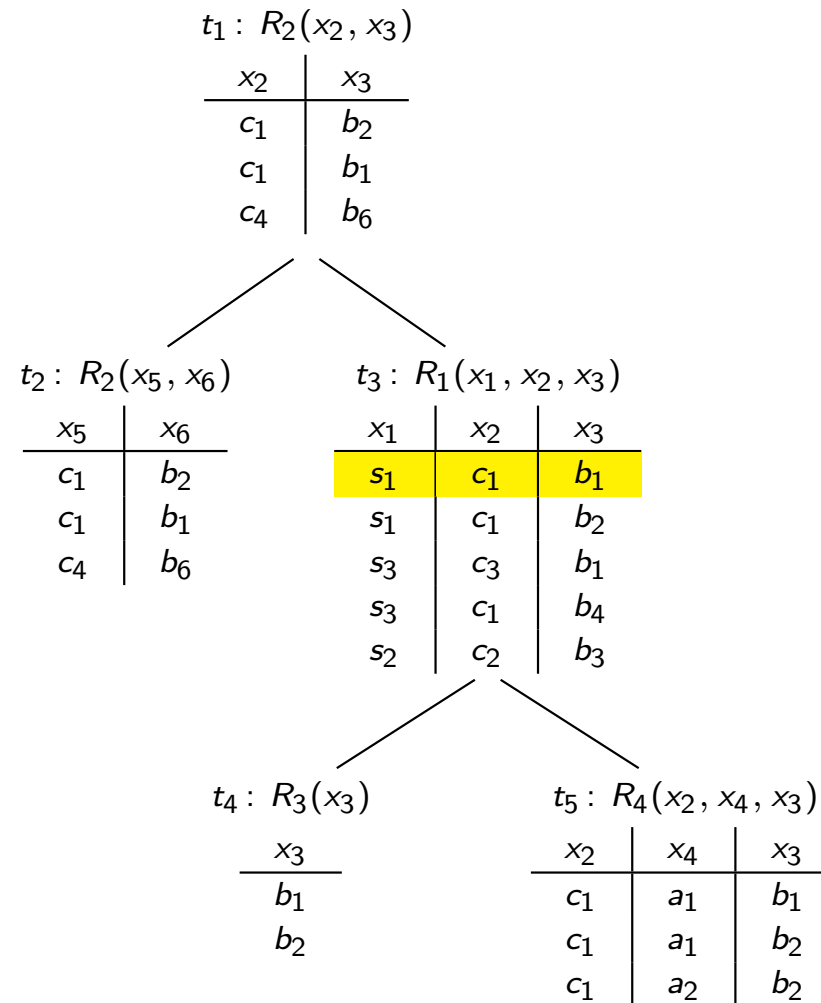 t₁ : R₂(x₂, x₃)
x₂ x₃
c₁ b₂
c₁ b₁
c₄ b₆
t₂ : R₂(x₅, x₆)
x₅ x₆
c₁ b₂
c₁ b₁
c₄ b₆
t₃ : R₁(x₁, x₂, x₃)
x₁ x₂ x₃
s₁ c₁ b₁
s₁ c₁ b₂
s₃ c₃ b₁
s₃ c₁ b₄
s₂ c₂ b₃
t₄ : R₃(x₃)
x₃
b₁
b₂
t₅ : R₄(x₂, x₄, x₃)
x₂ x₄ x₃
c₁ a₁ b₁
c₁ a₁ b₂
c₁ a₂ b₂